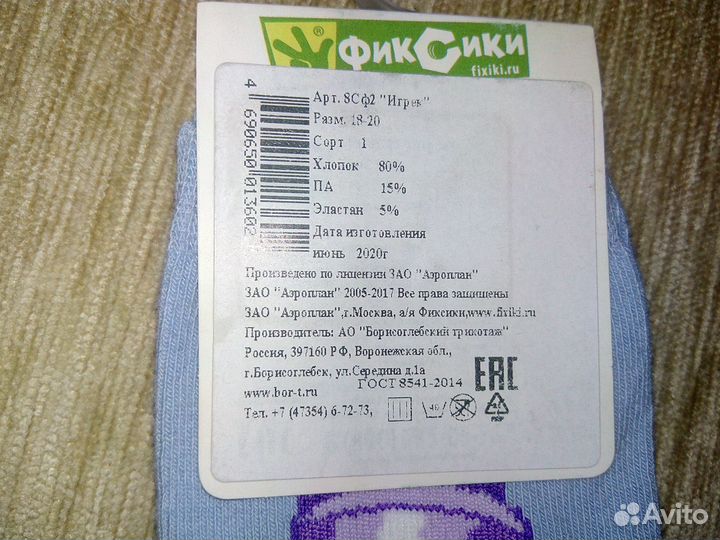 ФИКСИКИ
fixiki.ru
4 690650 013602
Арт. 8Сф2 "Игрек"
Разм. 18-20
Сорт 1
Хлопок 80%
ПА 15%
Эластан 5%
Дата изготовления
июнь 2020г
Произведено по лицензии ЗАО "Аэроплан"
ЗАО "Аэроплан" 2005-2017 Все права защищены
ЗАО "Аэроплан",г.Москва, а/я Фиксики,www.fixiki.ru
Производитель: АО "Борисоглебский трикотаж"
Россия, 397160 РФ, Воронежская обл.,
г.Борисоглебск, ул.Середина д.1а
ГОСТ 8541-2014
www.bor-t.ru
Тел. +7 (47354) 6-72-73,
EAC
40
Avito